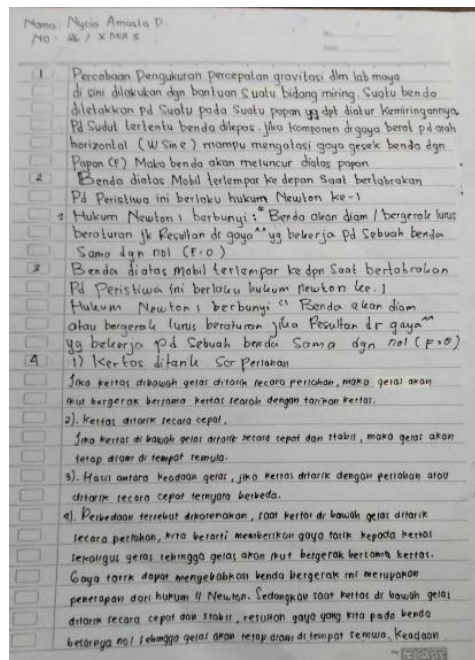 Nama : Nycia Amosta D.
No : 26 / X MIA 3
1 Percobaan Pengukuran percepatan gravitasi dlm lab maya
di sini dilakukan dgn bantuan Suatu bidang miring. Suatu benda
diletakkan pd Suatu pada Suatu papan yg dpt diatur kemiringannya.
Pd Sudut tertentu benda dilepas. jika komponen dr gaya berat pd arah
horizontal (W Sin θ) mampu mengatasi gaya gesek benda dgn
Papan (F) Maka benda akan meluncur diatas papan
2 Benda diatas Mobil terlempar ke depan Saat bertabrakan
Pd Peristiwa ini berlaku hukum Newton ke-1
Hukum Newton 1 berbunyi : "Benda akan diam / bergerak lurus
beraturan jk Resultan dr gaya^^ yg bekerja pd sebuah benda
Sama dgn nol (F=0)
3 Benda diatas mobil terlempar ke dpn Saat bertabrakan
Pd Peristiwa ini berlaku hukum newton ke. 1
Hukum Newton 1 berbunyi " Benda akan diam
atau bergerak lurus beraturan jika Resultan dr gaya^^
yg bekerja pd Sebuah benda Sama dgn nol (F=0)
4 1) Kertas ditarik Scr Perlahan
Jika kertas dibawah gelas ditarik secara perlahan, maka gelas akan
ikut bergerak bersama kertas searah dengan tarikan kertas.
2). Kertas ditarik secara cepat.
Jika kertas di bawah gelas ditarik secara cepat dan stabil, maka gelas akan
tetap diam di tempat semula.
3). Hasil antara keadaan gelas, jika kertas ditarik dengan perlahan atau
ditarik secara cepat ternyata berbeda.
4). Perbedaan tersebut dikarenakan, saat kertas di bawah gelas ditarik
secara perlahan, kita berarti memberikan gaya tarik kepada kertas
sekaligus gelas sehingga gelas akan ikut bergerak bersama kertas.
Gaya tarik dapat menyebabkan benda bergerak ini merupakan
penerapan dari hukum II Newton. Sedangkan saat kertas di bawah gelas
ditarik secara cepat dan stabil, resultan gaya yang kita pada benda
besarnya nol sehingga gelas akan tetap diam di tempat semula. Keadaan